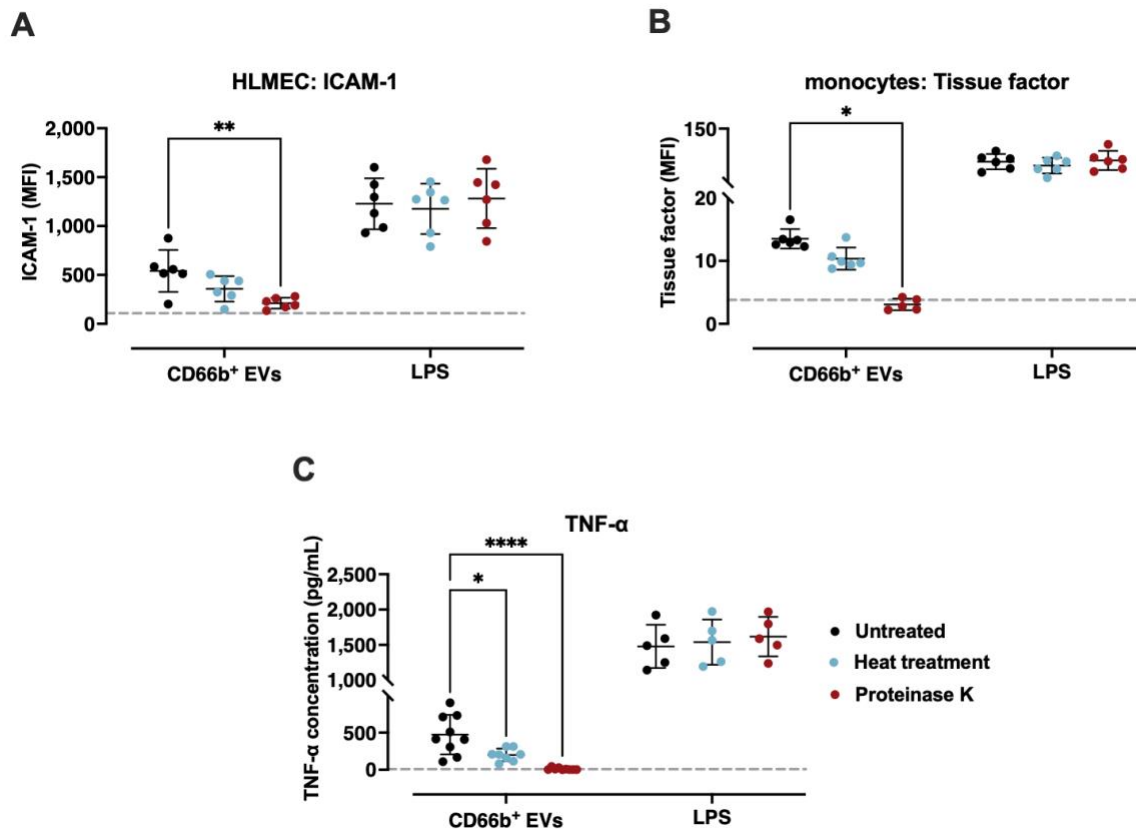 A
HLMEC: ICAM-1
ICAM-1 (MFI)
2,000
1,500
1,000
500
0
**
CD66b⁺ EVs
LPS
B
monocytes: Tissue factor
Tissue factor (MFI)
150
20
10
0
*
CD66b⁺ EVs
LPS
C
TNF-α
TNF-α concentration (pg/mL)
2,500
2,000
1,500
1,000
500
0
****
*
CD66b⁺ EVs
LPS
Untreated
Heat treatment
Proteinase K